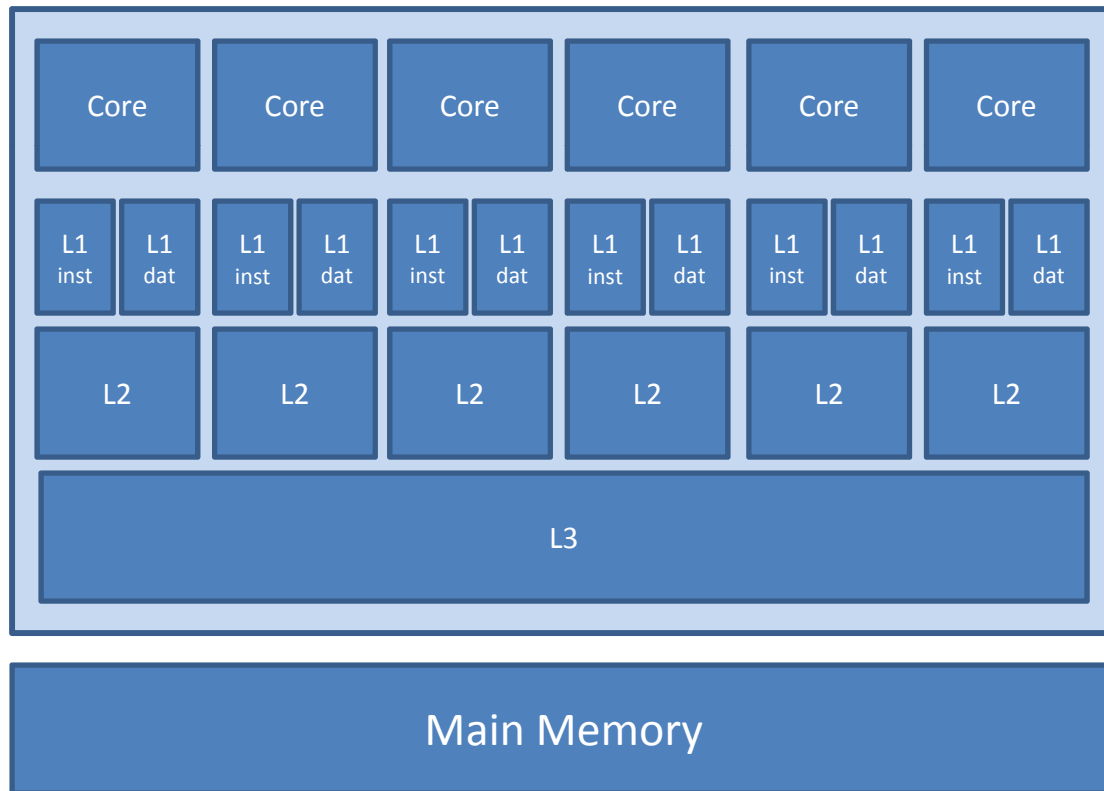 Core Core Core Core Core Core
L1 L1 L1 L1 L1 L1 L1 L1 L1 L1 L1 L1
inst dat inst dat inst dat inst dat inst dat inst dat
L2 L2 L2 L2 L2 L2
L3
Main Memory